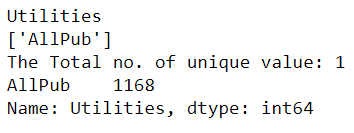 Utilities
['AllPub']
The Total no. of unique value: 1
AllPub    1168
Name: Utilities, dtype: int64